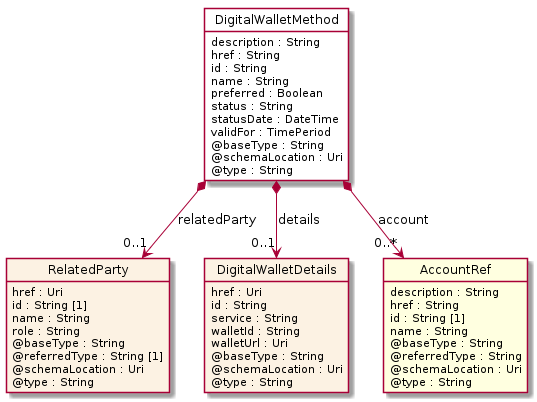 DigitalWalletMethod
description : String
href : String
id : String
name : String
preferred : Boolean
status : String
statusDate : DateTime
validFor : TimePeriod
@baseType : String
@schemaLocation : Uri
@type : String
relatedParty
details
account
0..1
0..1
0..*
RelatedParty
href : Uri
id : String [1]
name : String
role : String
@baseType : String
@referredType : String [1]
@schemaLocation : Uri
@type : String
DigitalWalletDetails
href : Uri
id : String
service : String
walletId : String
walletUrl : Uri
@baseType : String
@schemaLocation : Uri
@type : String
AccountRef
description : String
href : String
id : String [1]
name : String
@baseType : String
@referredType : String
@schemaLocation : Uri
@type : String